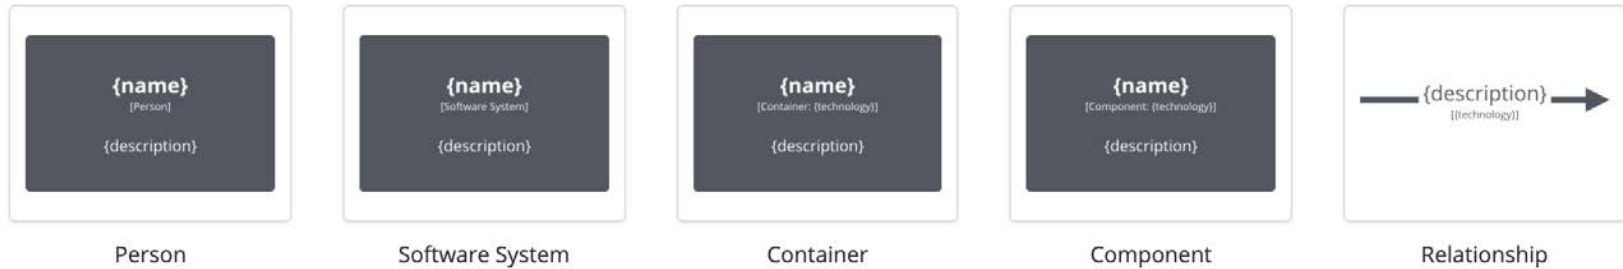 {name}
[Person]
{description}
Person
{name}
[Software System]
{description}
Software System
{name}
[Container: {technology}]
{description}
Container
{name}
[Component: {technology}]
{description}
Component
{description}
[{technology}]
Relationship